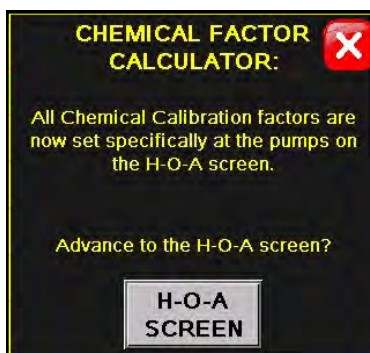 CHEMICAL FACTOR
CALCULATOR:
All Chemical Calibration factors are
now set specifically at the pumps on
the H-O-A screen.
Advance to the H-O-A screen?
H-O-A
SCREEN